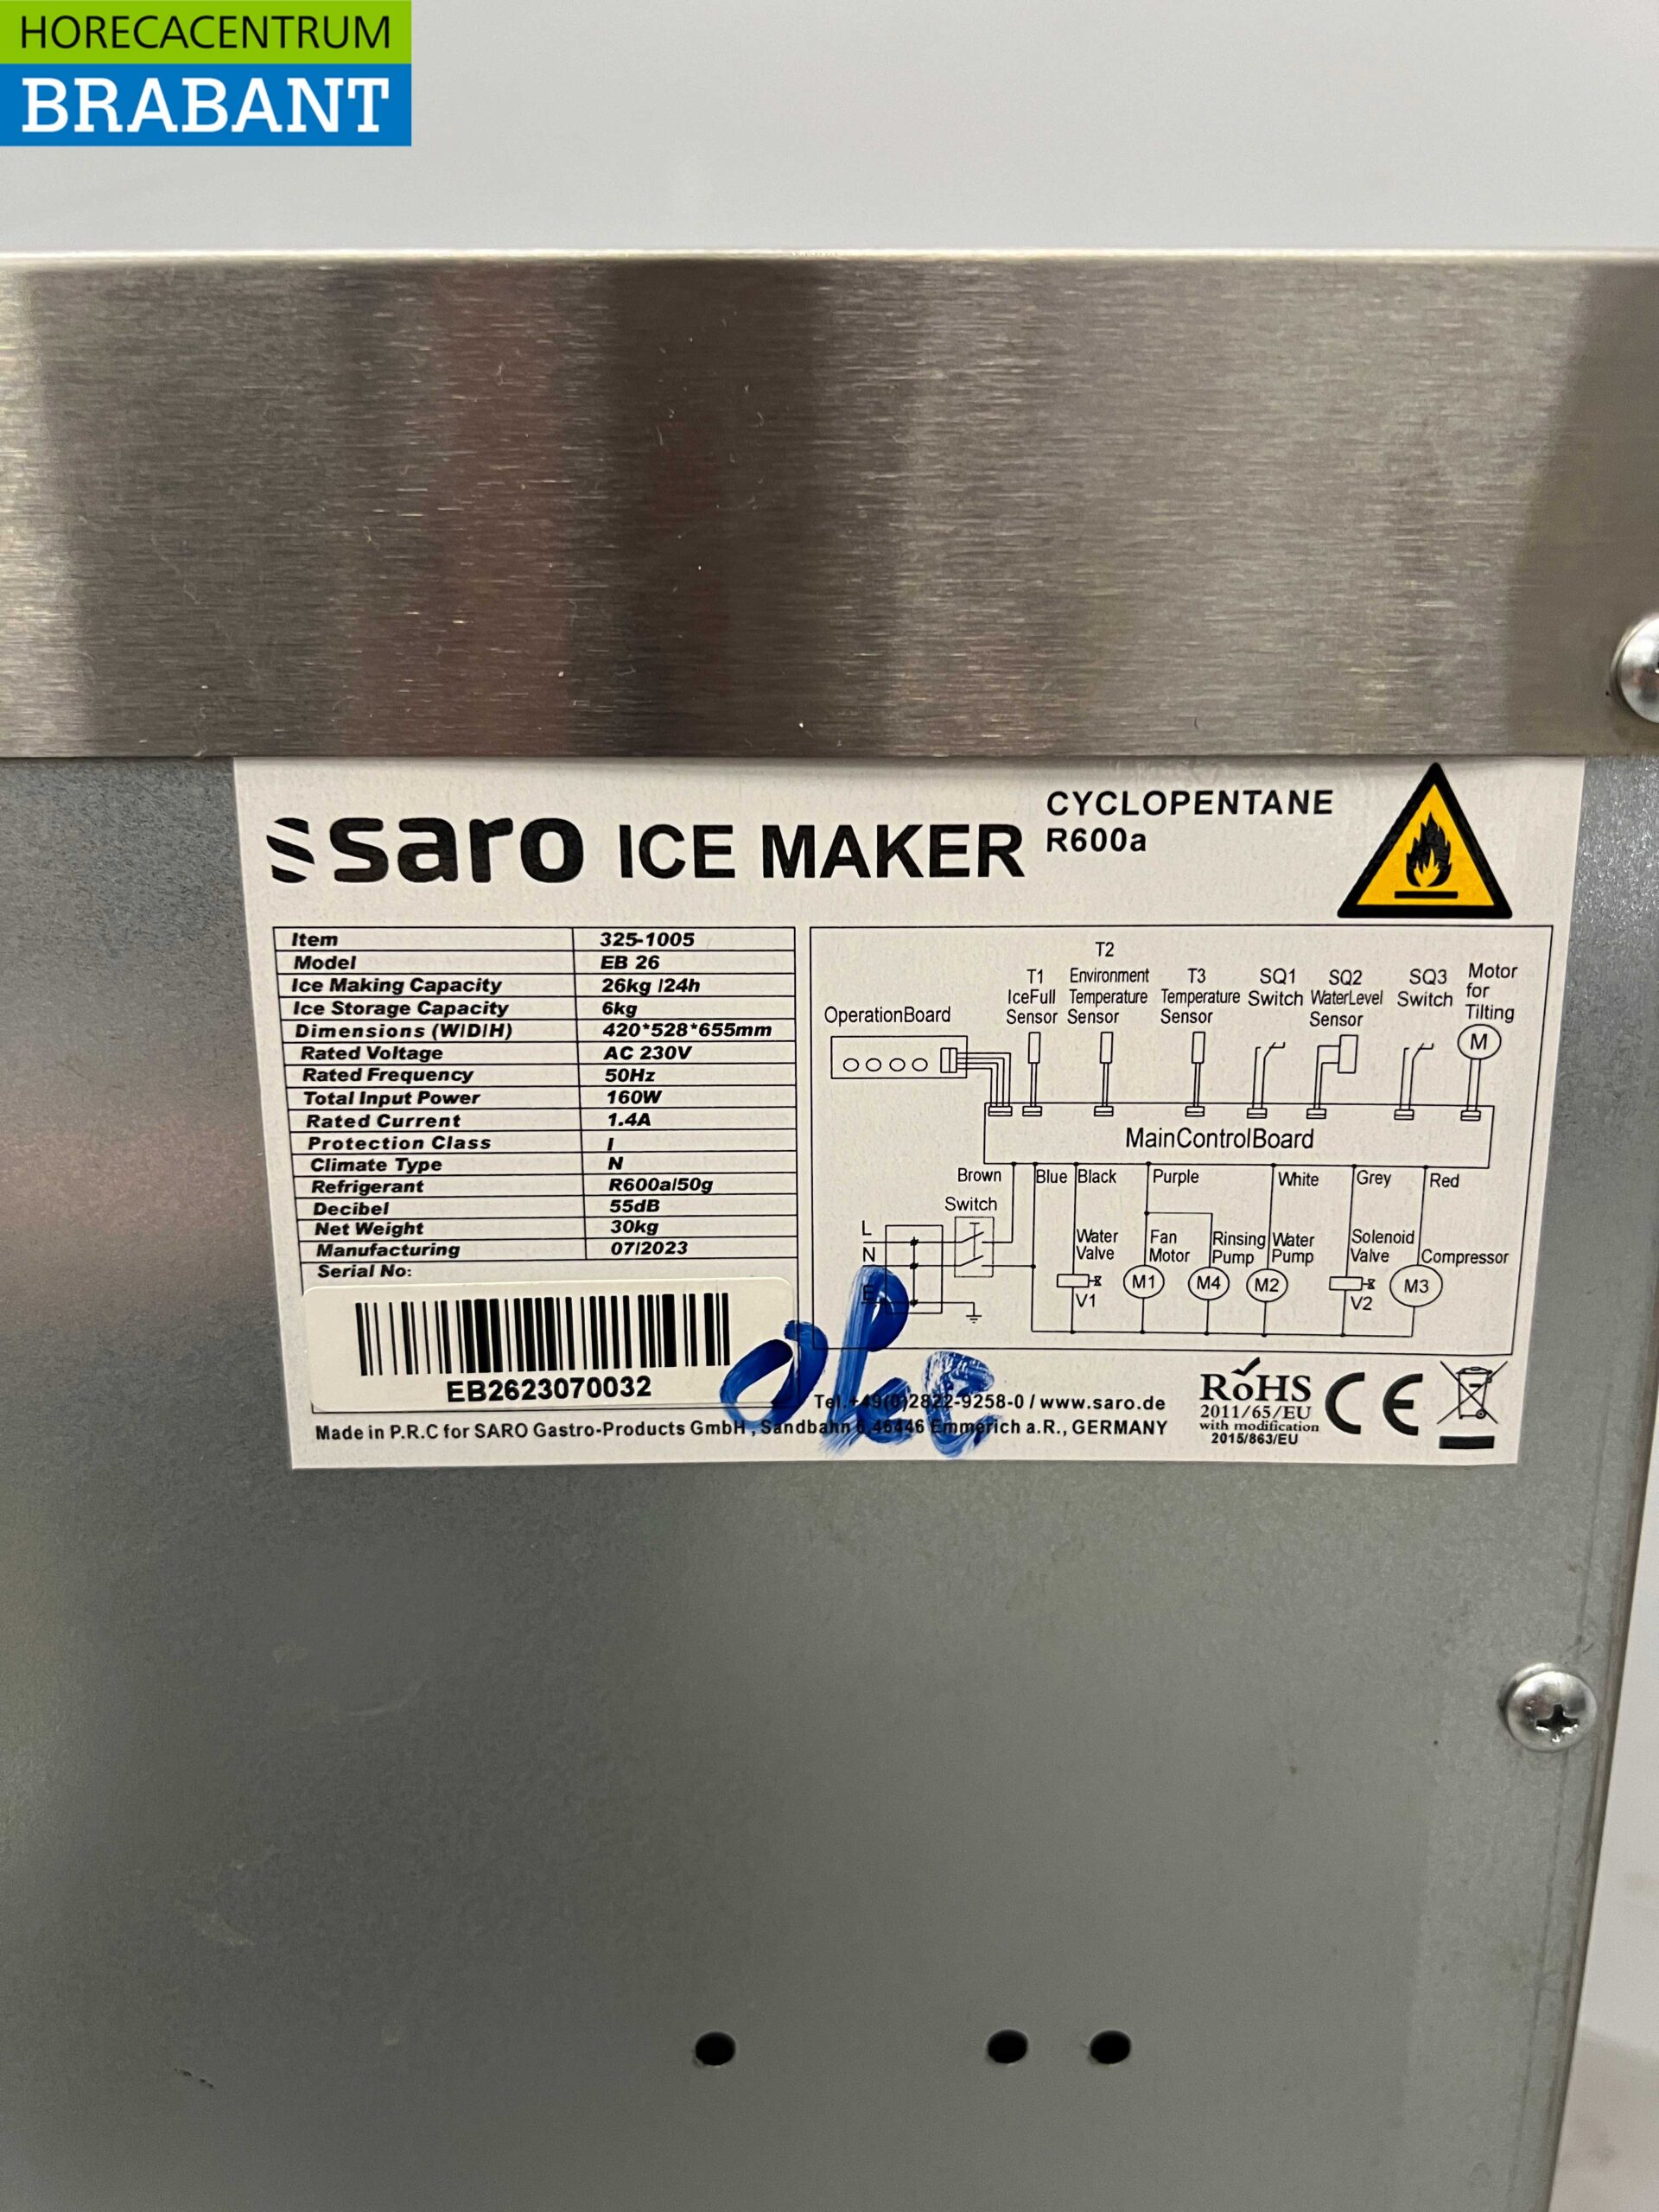 HORECACENTRUM
BRABANT
saro ICE MAKER
CYCLOPENTANE
R600a
Item 325-1005
Model EB 26
Ice Making Capacity 26kg /24h
Ice Storage Capacity 6kg
Dimensions (W/D/H) 420*528*655mm
Rated Voltage AC 230V
Rated Frequency 50Hz
Total Input Power 160W
Rated Current 1.4A
Protection Class I
Climate Type N
Refrigerant R600a/50g
Decibel 55dB
Net Weight 30kg
Manufacturing 07/2023
Serial No:
EB2623070032
OperationBoard
T1
IceFull
Sensor
T2
Environment
Temperature
Sensor
T3
Temperature
Sensor
SQ1
Switch
SQ2
WaterLevel
Sensor
SQ3
Switch
Motor
for
Tilting
M
MainControlBoard
Brown Blue Black Purple White Grey Red
Switch
L
N
E
Water
Valve
V1
Fan
Motor
M1
Rinsing
Pump
M4
Water
Pump
M2
Solenoid
Valve
V2
Compressor
M3
Tel.+49(0)2822-9258-0 / www.saro.de
Made in P.R.C for SARO Gastro-Products GmbH , Sandbahn 6,46446 Emmerich a.R., GERMANY
RoHS
2011/65/EU
with modification
2015/863/EU
CE